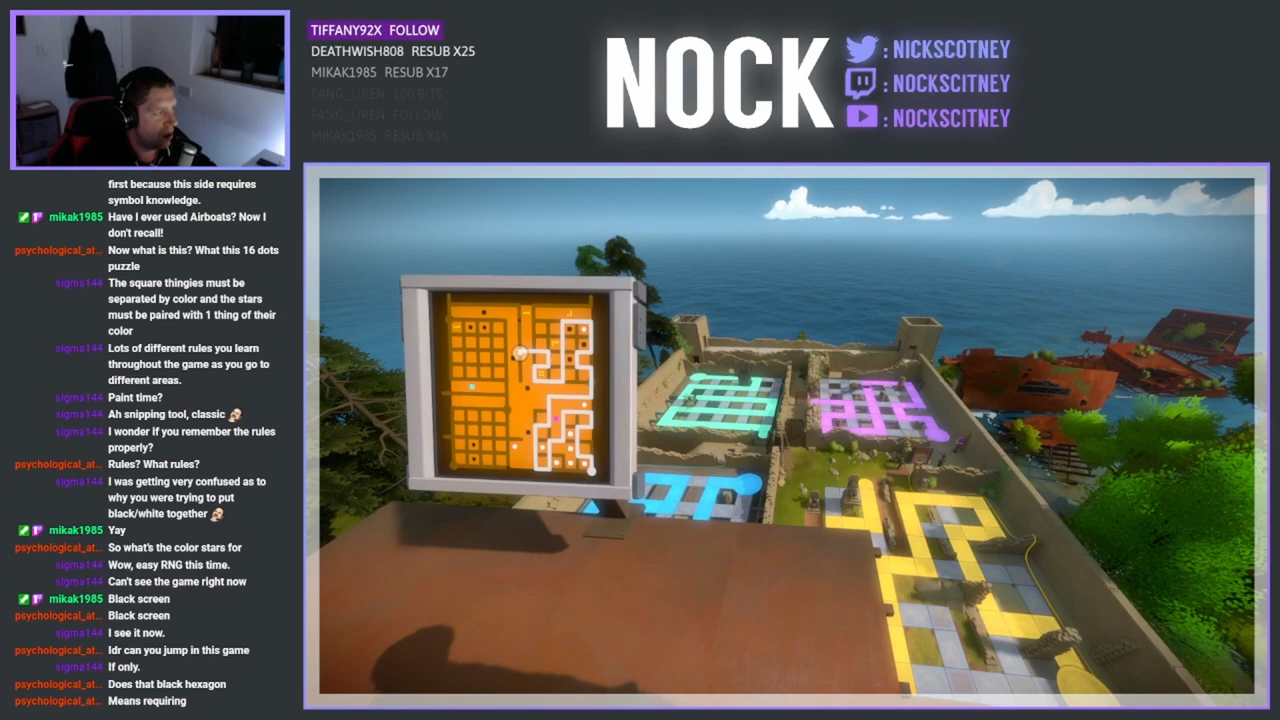 TIFFANY92X FOLLOW
DEATHWISH808 RESUB X25
MIKAK1985 RESUB X17
FANG_LIREN 100 BITS
FANG_LIREN FOLLOW
MIKAK1985 RESUB X16
NOCK
: NICKSCOTNEY
: NOCKSCITNEY
: NOCKSCITNEY
first because this side requires
symbol knowledge.
mikak1985 Have I ever used Airboats? Now I
don't recall!
psychological_at... Now what is this? What this 16 dots
puzzle
sigma144 The square thingies must be
separated by color and the stars
must be paired with 1 thing of their
color
sigma144 Lots of different rules you learn
throughout the game as you go to
different areas.
sigma144 Paint time?
sigma144 Ah snipping tool, classic
sigma144 I wonder if you remember the rules
properly?
psychological_at... Rules? What rules?
sigma144 I was getting very confused as to
why you were trying to put
black/white together
mikak1985 Yay
psychological_at... So what's the color stars for
sigma144 Wow, easy RNG this time.
sigma144 Can't see the game right now
mikak1985 Black screen
psychological_at... Black screen
sigma144 I see it now.
psychological_at... Idr can you jump in this game
sigma144 If only.
psychological_at... Does that black hexagon
psychological_at... Means requiring